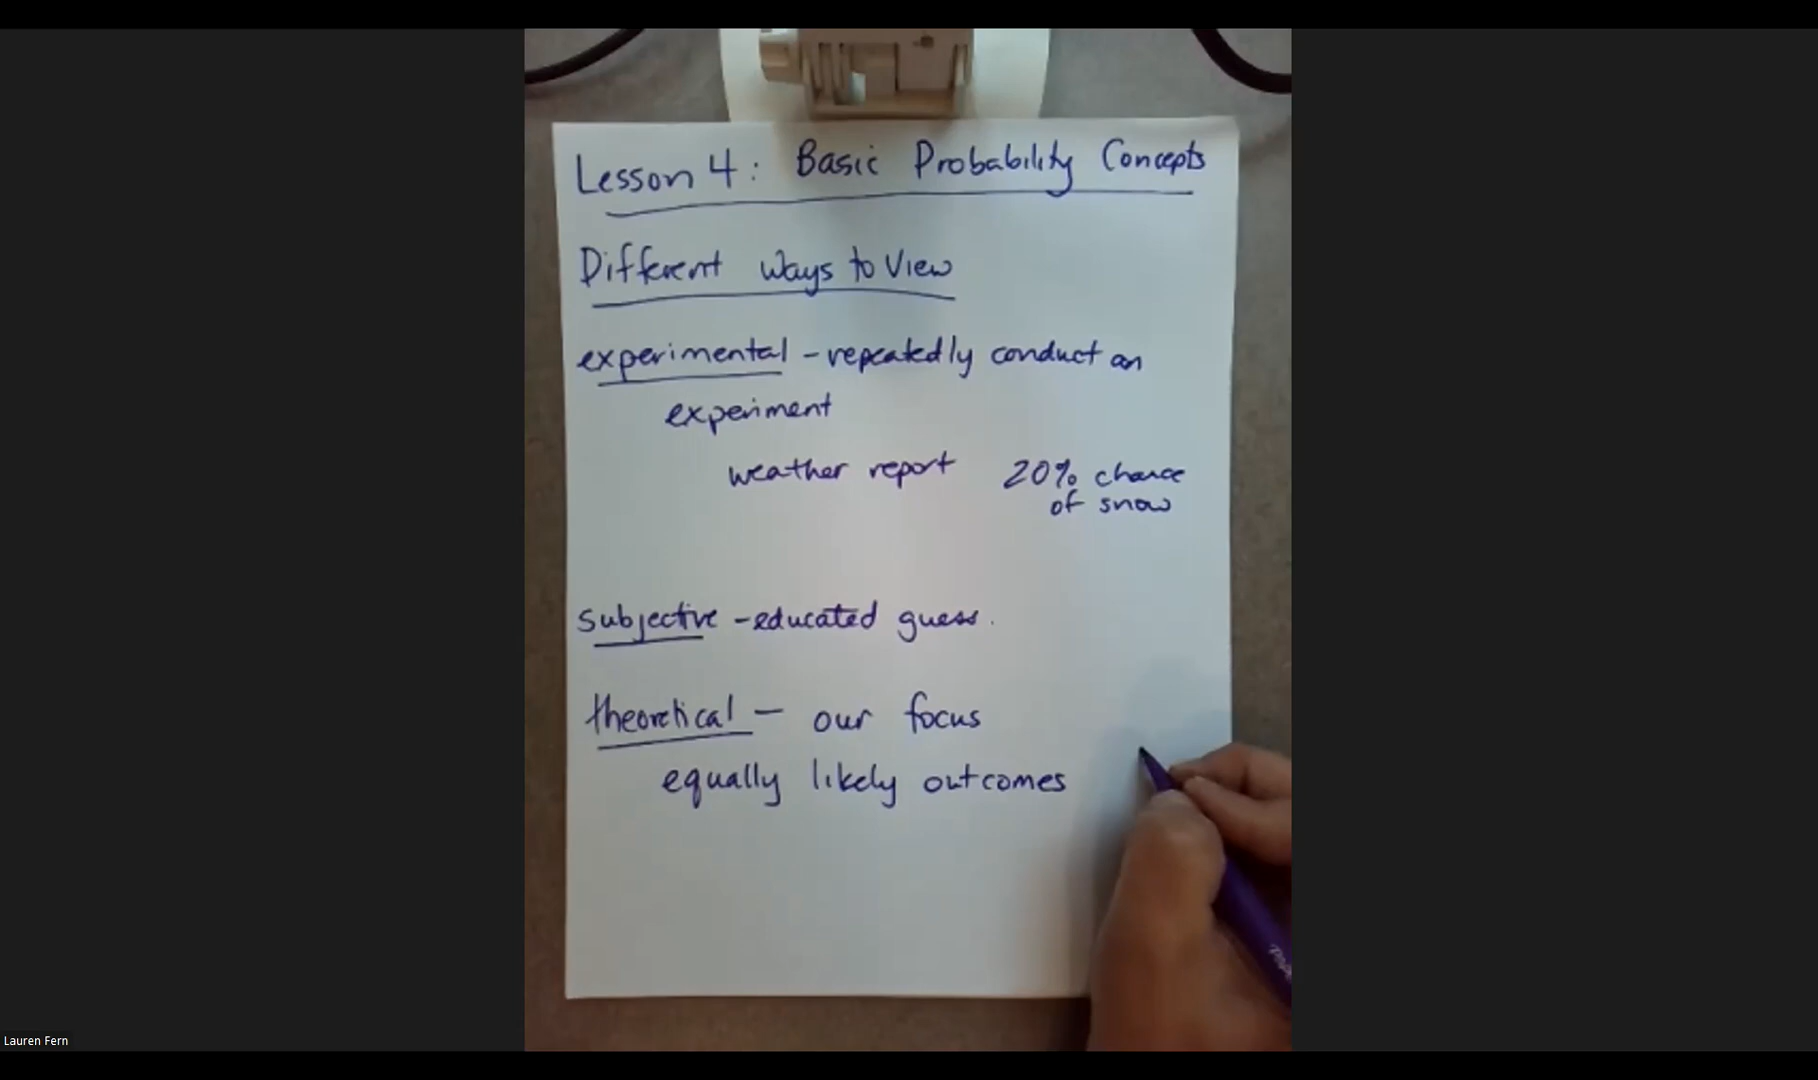 Lesson 4: Basic Probability Concepts
Different Ways to View
experimental - repeatedly conduct an
experiment
weather report 20% chance
of snow
subjective - educated guess.
theoretical - our focus
equally likely outcomes
Lauren Fern